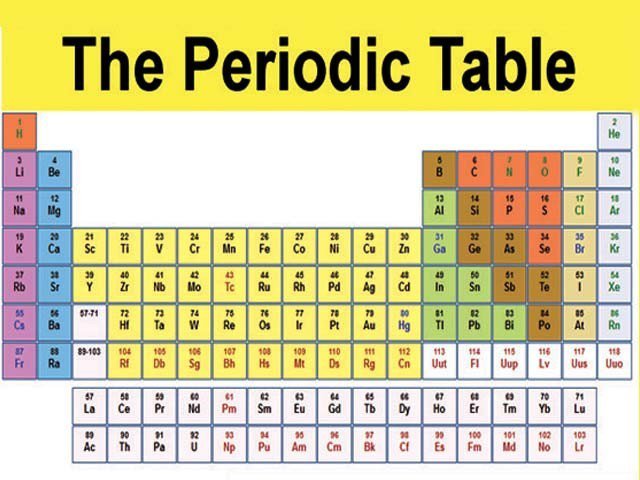 The Periodic Table
1 2
H He
3 4 5 6 7 8 9 10
Li Be B C N O F Ne
11 12 13 14 15 16 17 18
Na Mg Al Si P S Cl Ar
19 20 21 22 23 24 25 26 27 28 29 30 31 32 33 34 35 36
K Ca Sc Ti V Cr Mn Fe Co Ni Cu Zn Ga Ge As Se Br Kr
37 38 39 40 41 42 43 44 45 46 47 48 49 50 51 52 53 54
Rb Sr Y Zr Nb Mo Tc Ru Rh Pd Ag Cd In Sn Sb Te I Xe
55 56 57-71 72 73 74 75 76 77 78 79 80 81 82 83 84 85 86
Cs Ba Hf Ta W Re Os Ir Pt Au Hg Tl Pb Bi Po At Rn
87 88 89-103 104 105 106 107 108 109 110 111 112 113 114 115 116 117 118
Fr Ra Rf Db Sg Bh Hs Mt Ds Rg Cn Uut Fl Uup Lv Uus Uuo
57 58 59 60 61 62 63 64 65 66 67 68 69 70 71
La Ce Pr Nd Pm Sm Eu Gd Tb Dy Ho Er Tm Yb Lu
89 90 91 92 93 94 95 96 97 98 99 100 101 102 103
Ac Th Pa U Np Pu Am Cm Bk Cf Es Fm Md No Lr